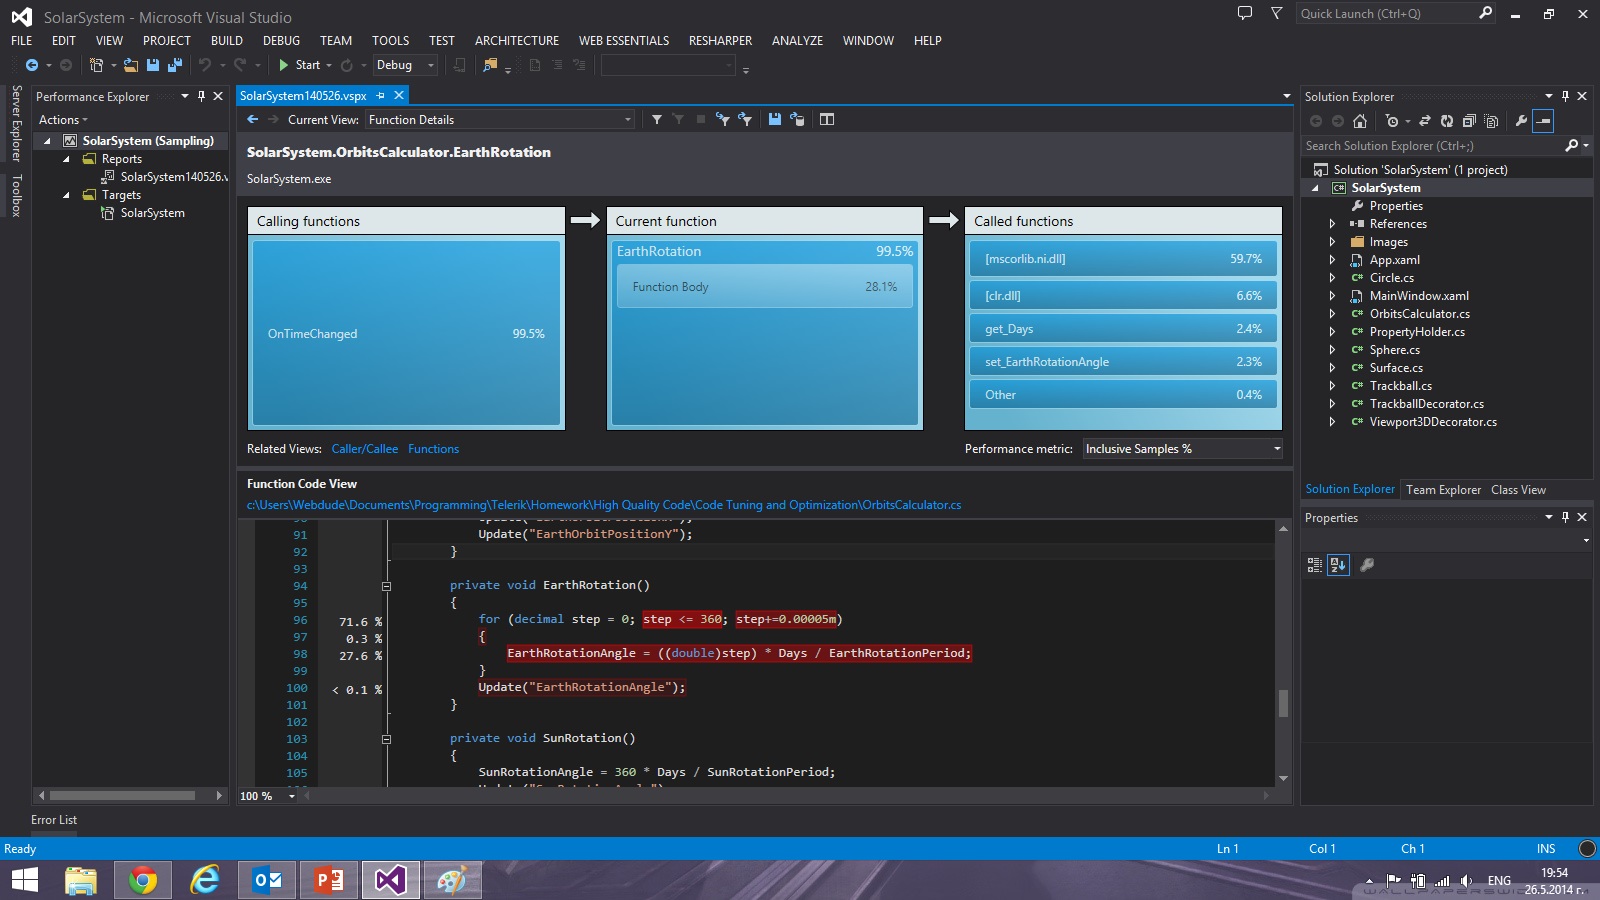 SolarSystem - Microsoft Visual Studio
Quick Launch (Ctrl+Q)
FILE EDIT VIEW PROJECT BUILD DEBUG TEAM TOOLS TEST ARCHITECTURE WEB ESSENTIALS RESHARPER ANALYZE WINDOW HELP
Start Debug
Server Explorer
Toolbox
Performance Explorer
Actions
SolarSystem (Sampling)
Reports
SolarSystem140526.v
Targets
SolarSystem
SolarSystem140526.vspx
Current View: Function Details
SolarSystem.OrbitsCalculator.EarthRotation
SolarSystem.exe
Calling functions
OnTimeChanged 99.5%
Current function
EarthRotation 99.5%
Function Body 28.1%
Called functions
[mscorlib.ni.dll] 59.7%
[clr.dll] 6.6%
get_Days 2.4%
set_EarthRotationAngle 2.3%
Other 0.4%
Related Views: Caller/Callee Functions
Performance metric: Inclusive Samples %
Function Code View
c:\Users\Webdude\Documents\Programming\Telerik\Homework\High Quality Code\Code Tuning and Optimization\OrbitsCalculator.cs
91 Update("EarthOrbitPositionY");
92 }
93
94 private void EarthRotation()
95 {
96 71.6 % for (decimal step = 0; step <= 360; step+=0.00005m)
97 0.3 % {
98 27.6 % EarthRotationAngle = ((double)step) * Days / EarthRotationPeriod;
99 }
100 < 0.1 % Update("EarthRotationAngle");
101 }
102
103 private void SunRotation()
104 {
105 SunRotationAngle = 360 * Days / SunRotationPeriod;
100 %
Solution Explorer
Search Solution Explorer (Ctrl+;)
Solution 'SolarSystem' (1 project)
C# SolarSystem
Properties
References
Images
App.xaml
C# Circle.cs
MainWindow.xaml
C# OrbitsCalculator.cs
C# PropertyHolder.cs
C# Sphere.cs
C# Surface.cs
C# Trackball.cs
C# TrackballDecorator.cs
C# Viewport3DDecorator.cs
Solution Explorer Team Explorer Class View
Properties
Error List
Ready Ln 1 Col 1 Ch 1 INS
ENG
19:54
26.5.2014 г.